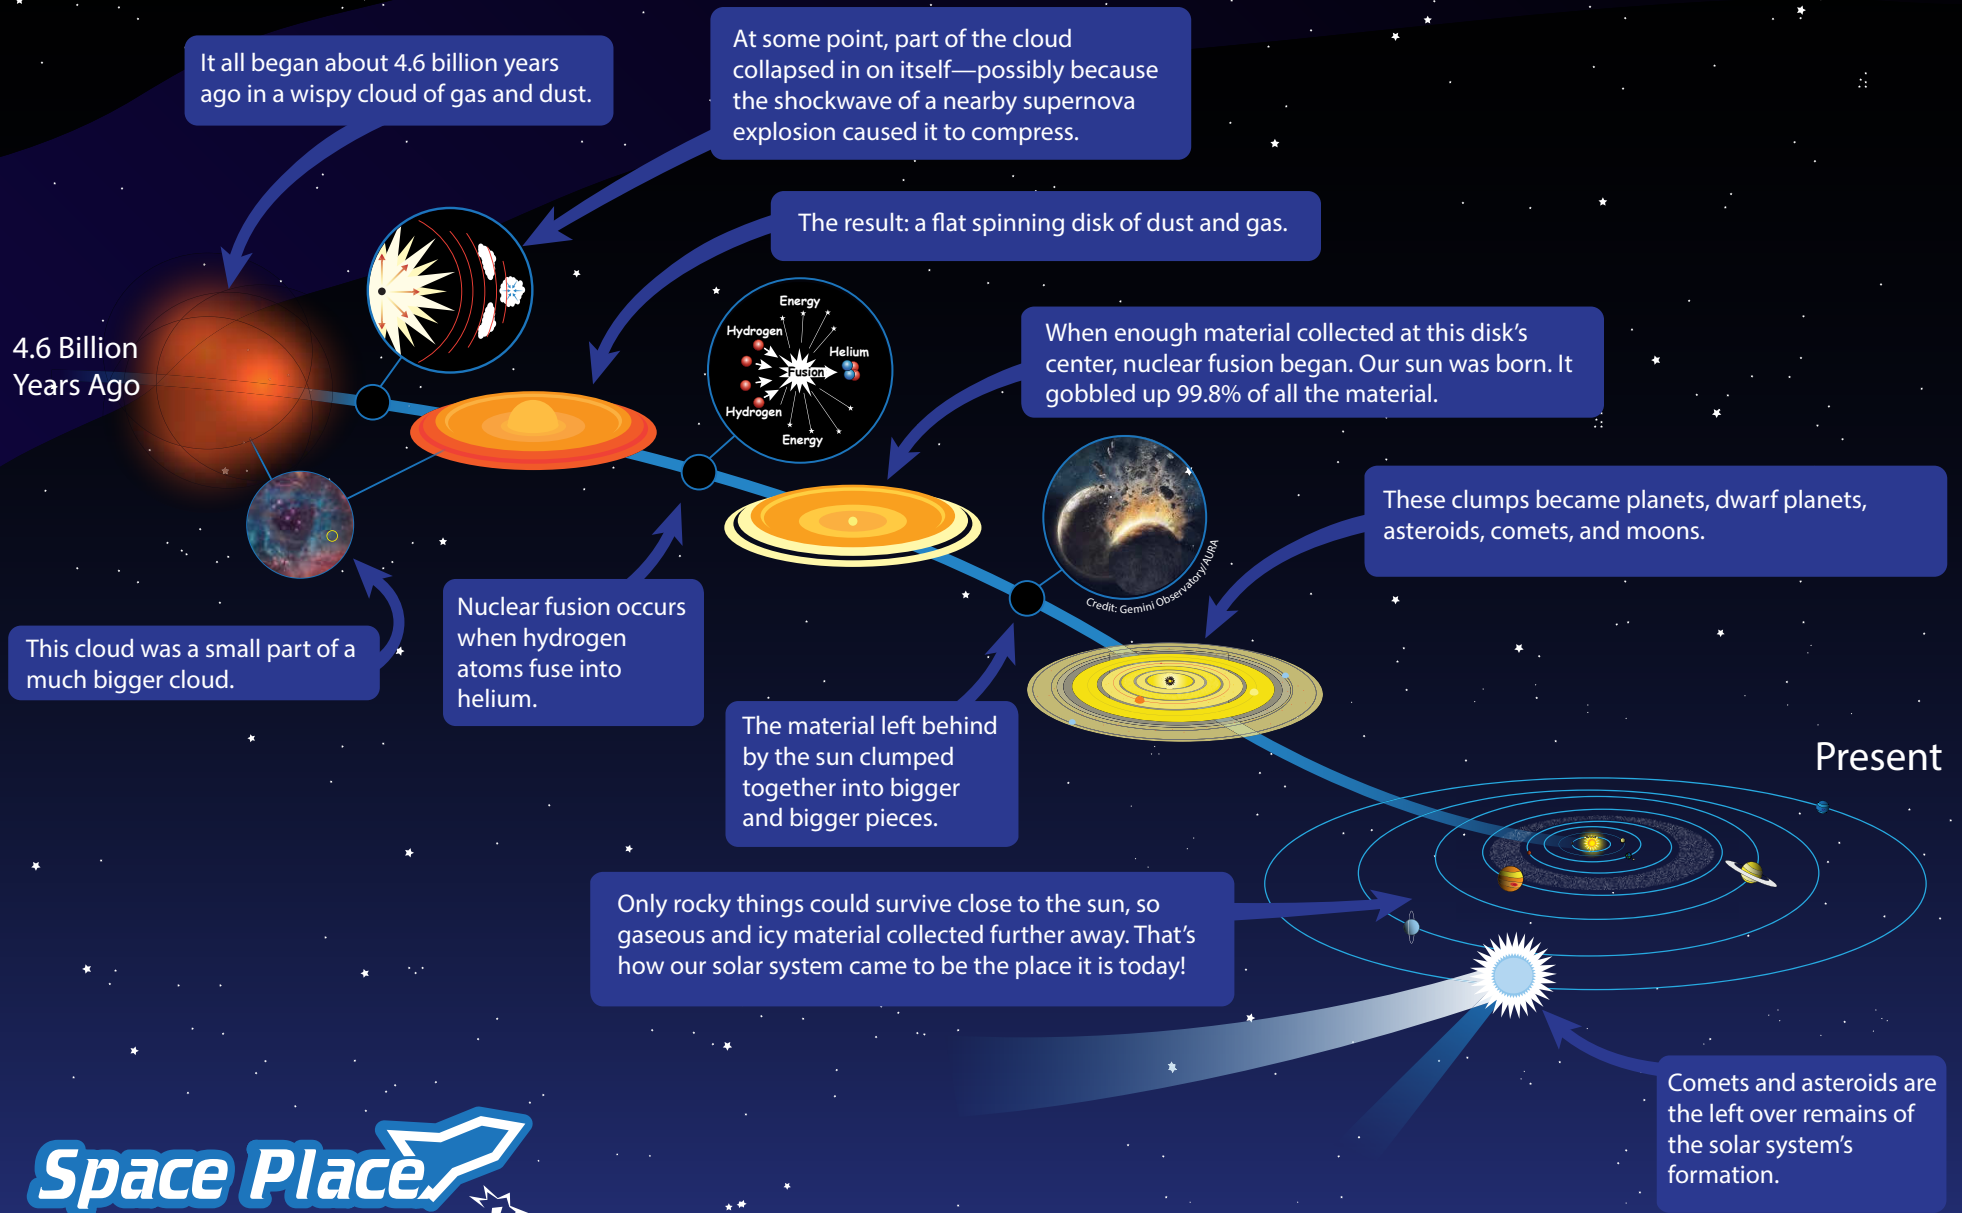 It all began about 4.6 billion years
ago in a wispy cloud of gas and dust.
At some point, part of the cloud
collapsed in on itself—possibly because
the shockwave of a nearby supernova
explosion caused it to compress.
The result: a flat spinning disk of dust and gas.
4.6 Billion
Years Ago
Energy
Hydrogen
Helium
Fusion
Hydrogen
Energy
When enough material collected at this disk's
center, nuclear fusion began. Our sun was born. It
gobbled up 99.8% of all the material.
Credit: Gemini Observatory/AURA
These clumps became planets, dwarf planets,
asteroids, comets, and moons.
This cloud was a small part of a
much bigger cloud.
Nuclear fusion occurs
when hydrogen
atoms fuse into
helium.
The material left behind
by the sun clumped
together into bigger
and bigger pieces.
Present
Only rocky things could survive close to the sun, so
gaseous and icy material collected further away. That's
how our solar system came to be the place it is today!
Comets and asteroids are
the left over remains of
the solar system's
formation.
Space Place